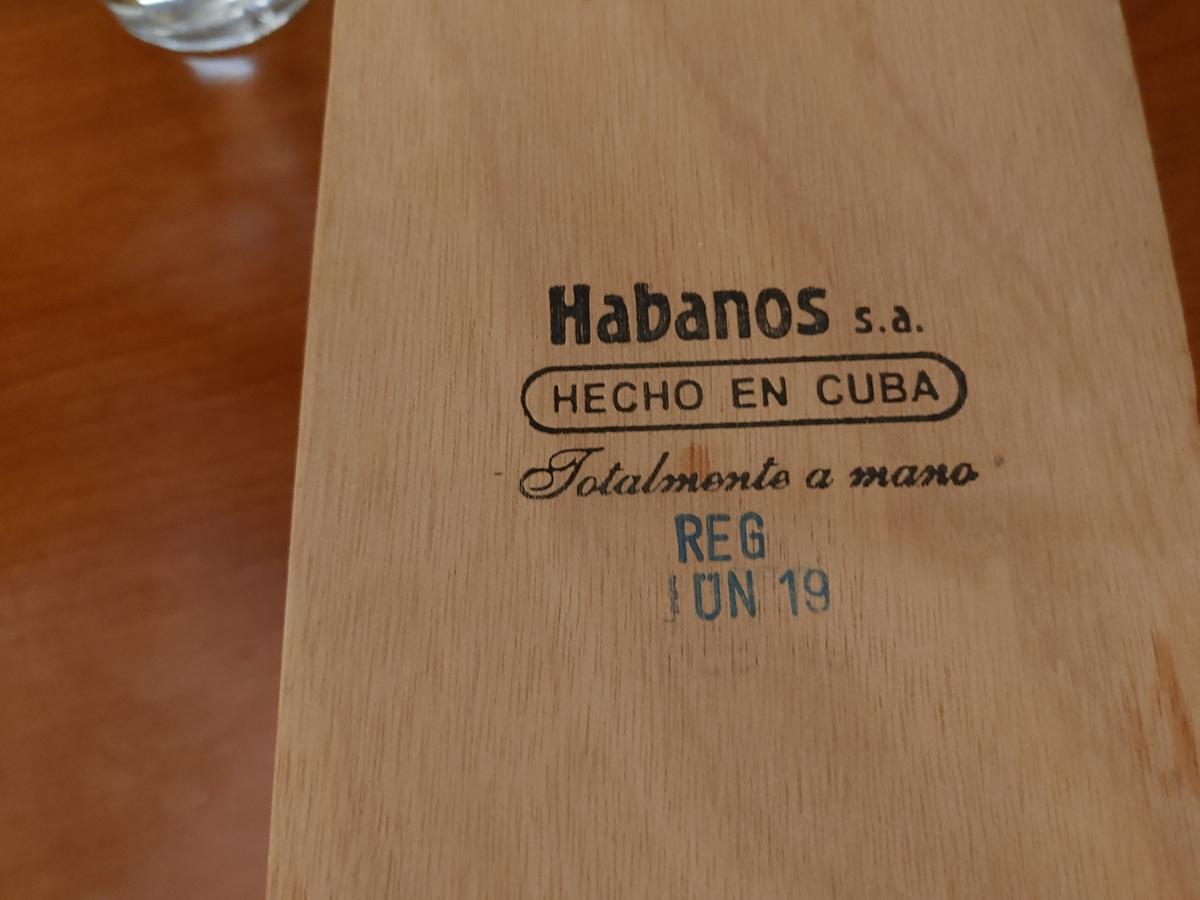 Habanos s.a.
HECHO EN CUBA
Totalmente a mano
REG
JUN 19